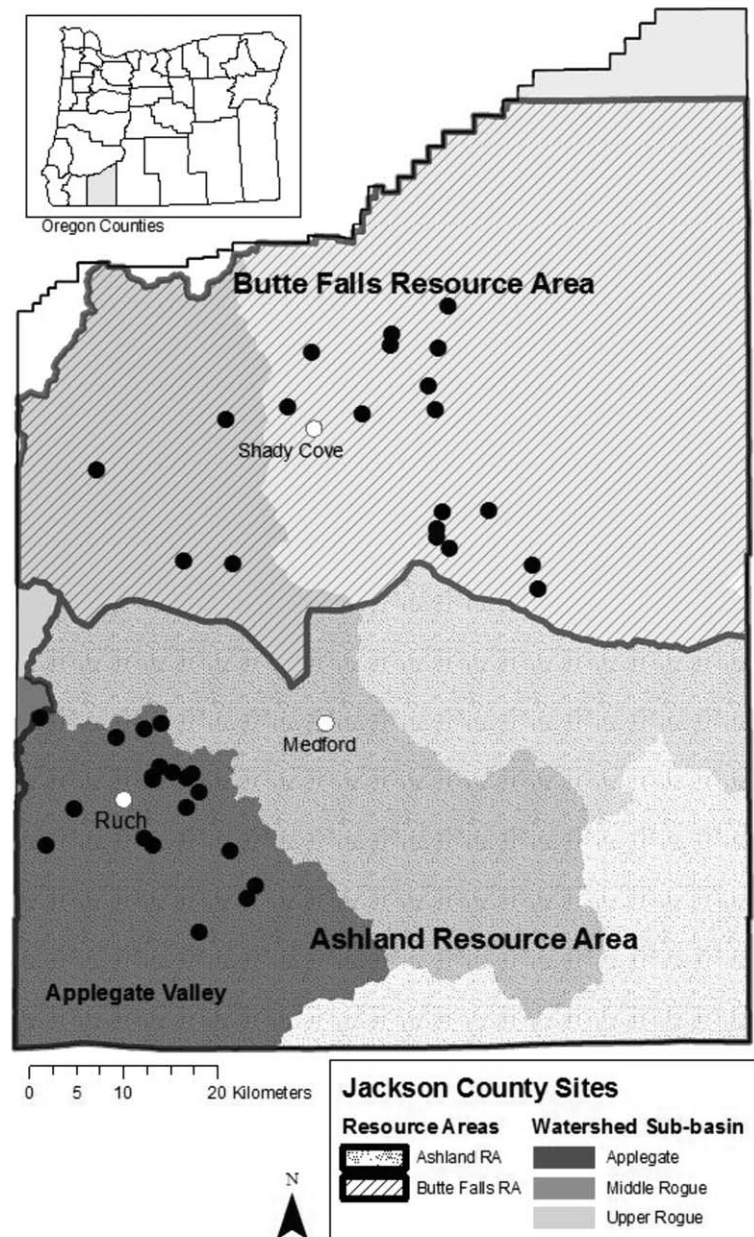 Oregon Counties
Butte Falls Resource Area
Shady Cove
Medford
Ruch
Ashland Resource Area
Applegate Valley
0 5 10 20 Kilometers
N
Jackson County Sites
Resource Areas
Ashland RA
Butte Falls RA
Watershed Sub-basin
Applegate
Middle Rogue
Upper Rogue